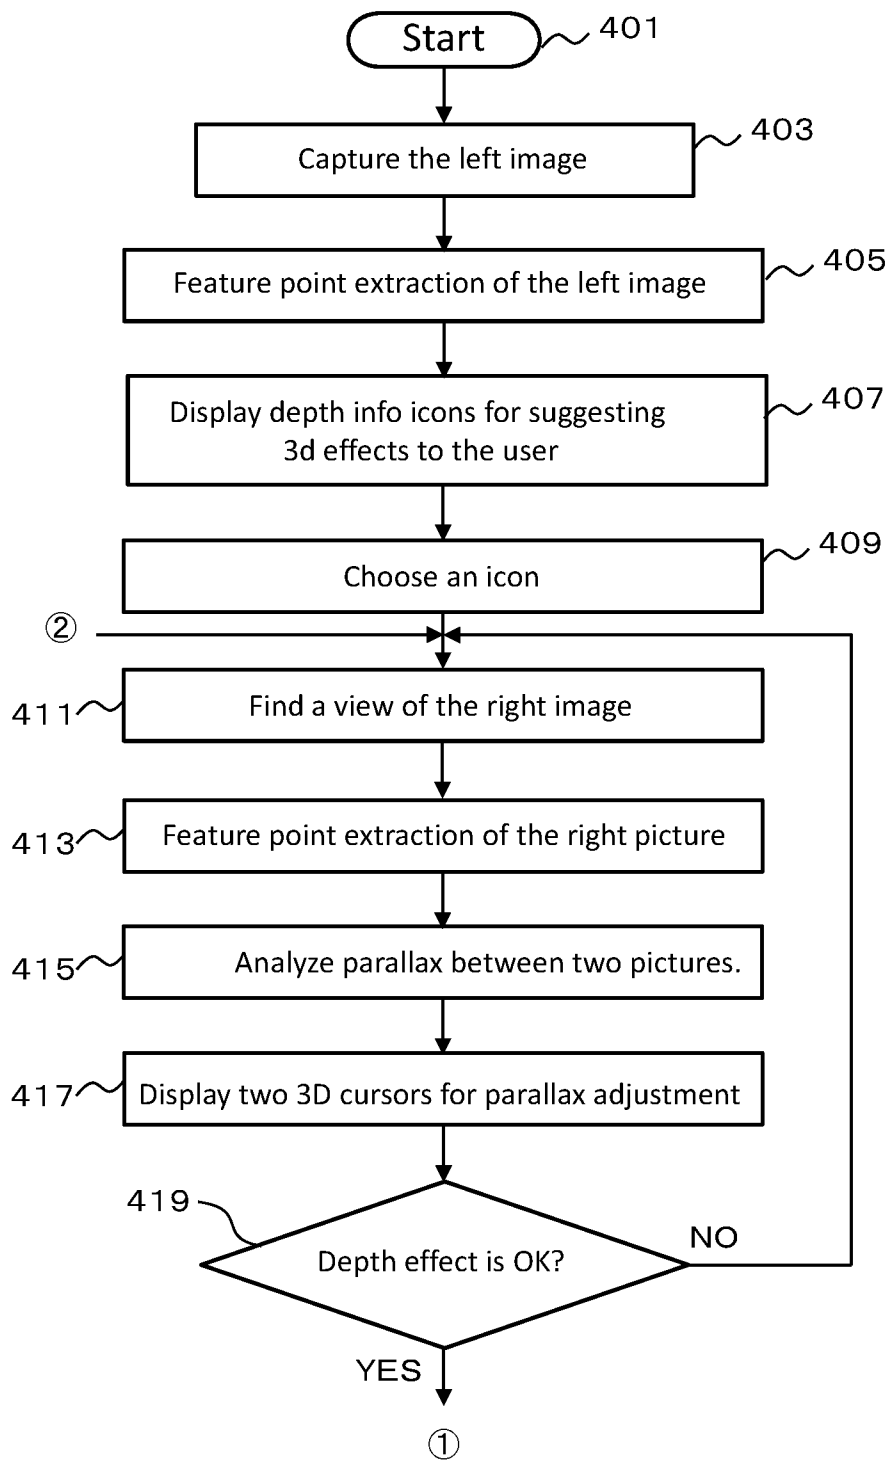 Start
401
Capture the left image
403
Feature point extraction of the left image
405
Display depth info icons for suggesting
3d effects to the user
407
Choose an icon
409
②
411
Find a view of the right image
413
Feature point extraction of the right picture
415
Analyze parallax between two pictures.
417
Display two 3D cursors for parallax adjustment
419
Depth effect is OK?
NO
YES
①